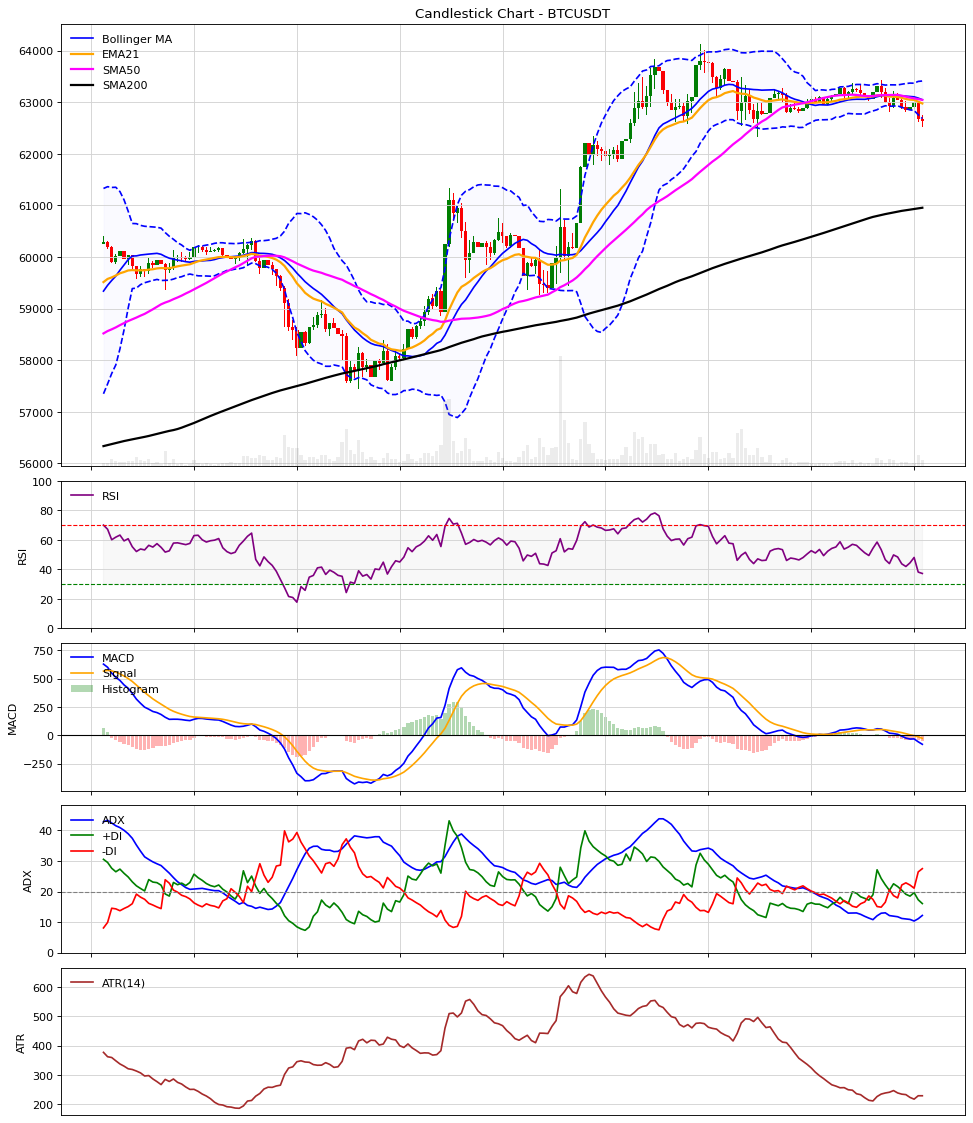 Candlestick Chart - BTCUSDT
Bollinger MA
EMA21
SMA50
SMA200
64000
63000
62000
61000
60000
59000
58000
57000
56000
RSI
RSI
100
80
60
40
20
0
MACD
Signal
Histogram
MACD
750
500
250
0
−250
ADX
+DI
-DI
ADX
40
30
20
10
0
ATR(14)
ATR
600
500
400
300
200